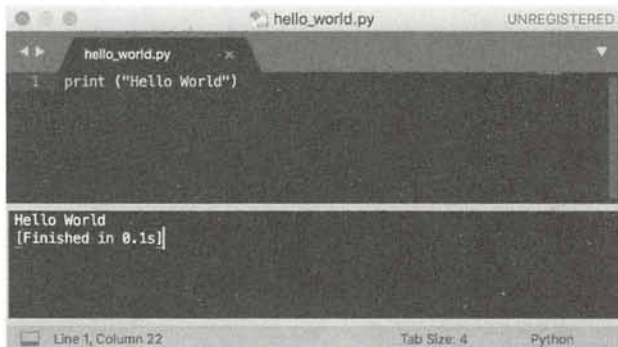 hello_world.py
UNREGISTERED
hello_world.py
1 print ("Hello World")
Hello World
[Finished in 0.1s]
Line 1, Column 22
Tab Size: 4
Python